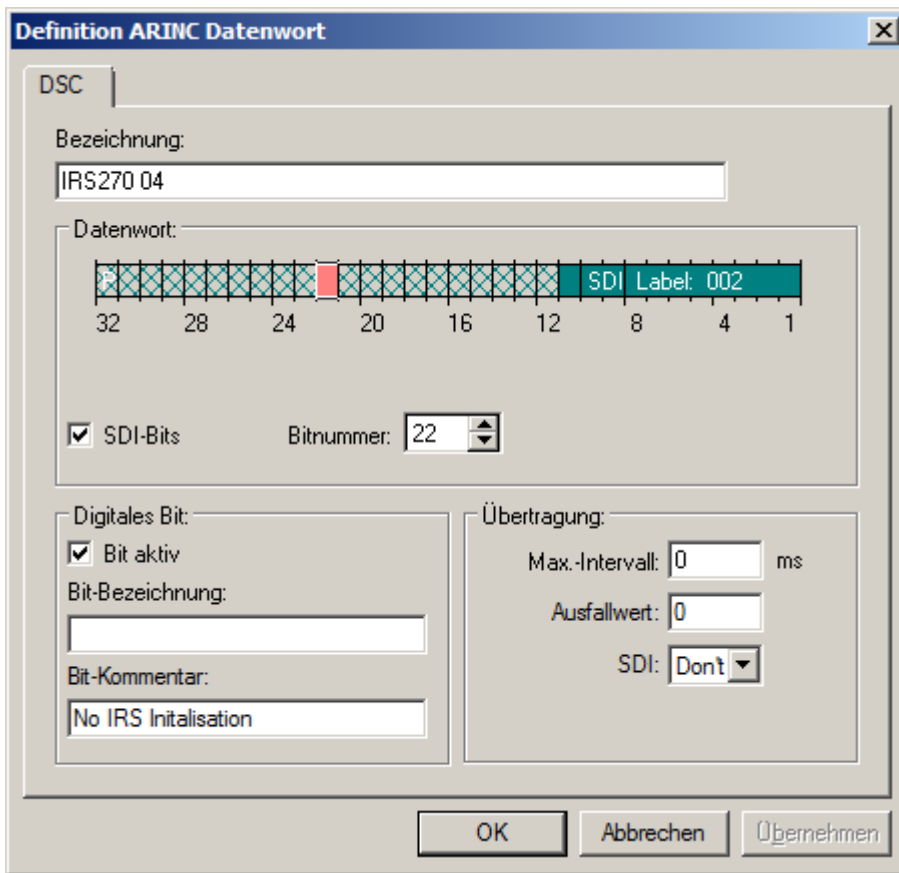 Definition ARINC Datenwort
DSC
Bezeichnung:
IRS270 04
Datenwort:
P
SDI Label: 002
32 28 24 20 16 12 8 4 1
SDI-Bits Bitnummer: 22
Digitales Bit:
Bit aktiv
Bit-Bezeichnung:
Bit-Kommentar:
No IRS Initalisation
Übertragung:
Max.-Intervall: 0 ms
Ausfallwert: 0
SDI: Don't
OK Abbrechen Übernehmen